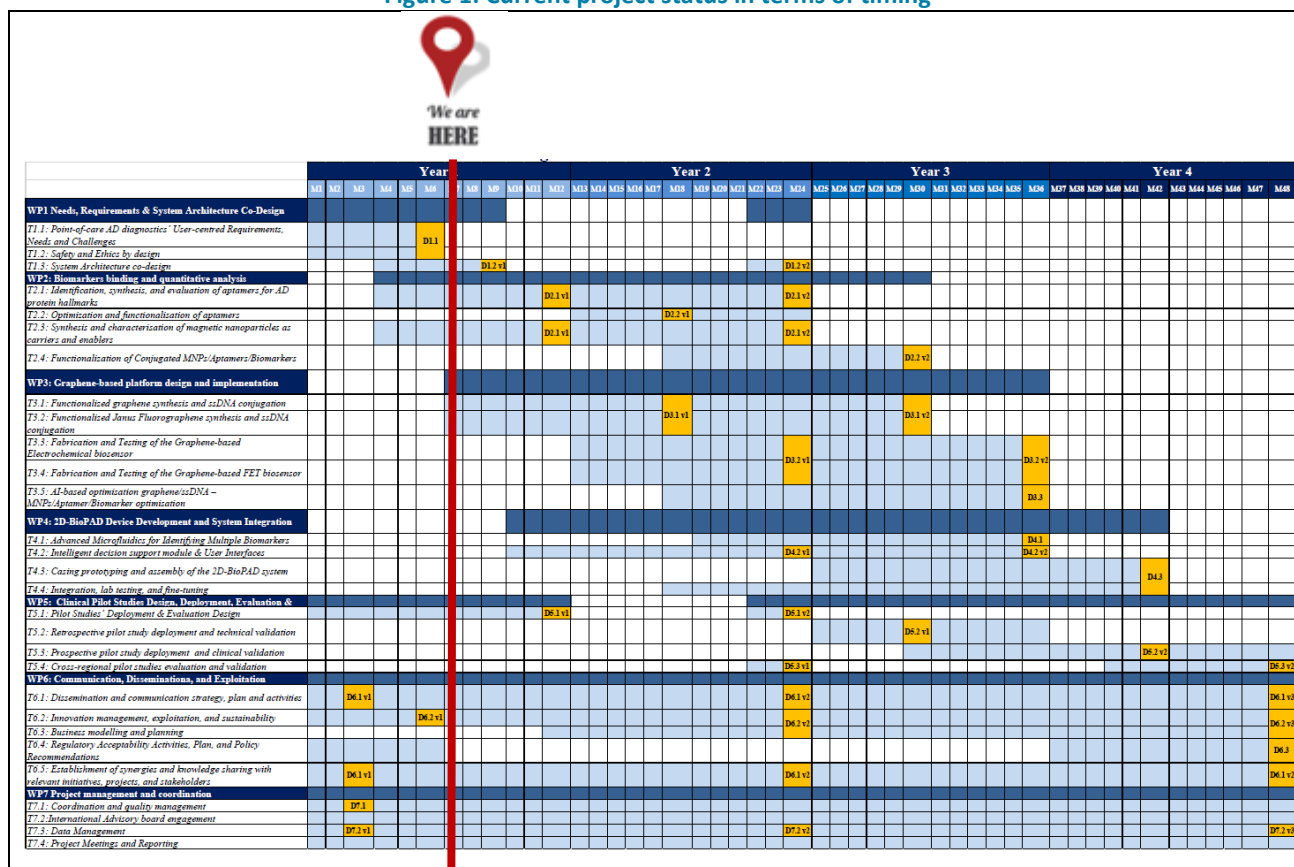 Figure 1. Current project status in terms of timing
We are
HERE
Year Year 2 Year 3 Year 4
M1 M2 M3 M4 M5 M6 7 M8 M9 M10 M11 M12 M13 M14 M15 M16 M17 M18 M19 M20 M21 M22 M23 M24 M25 M26 M27 M28 M29 M30 M31 M32 M33 M34 M35 M36 M37 M38 M39 M40 M41 M42 M43 M44 M45 M46 M47 M48
WP1 Needs, Requirements & System Architecture Co-Design
T1.1: Point-of-care AD diagnostics' User-centred Requirements,
Needs and Challenges
D1.1
T1.2: Safety and Ethics by design
T1.3: System Architecture co-design D1.2 v1 D1.2 v2
WP2: Biomarkers binding and quantitative analysis
T2.1: Identification, synthesis, and evaluation of aptamers for AD
protein hallmarks
D2.1 v1 D2.1 v2
T2.2: Optimization and functionalisation of aptamers D2.2 v1
T2.3: Synthesis and characterisation of magnetic nanoparticles as
carriers and enablers
D2.1 v1 D2.1 v2
T2.4: Functionalisation of Conjugated MNPs/Aptamers/Biomarkers D2.2 v2
WP3: Graphene-based platform design and implementation
T3.1: Functionalized graphene synthesis and ssDNA conjugation
T3.2: Functionalized Janus Fluorographene synthesis and ssDNA
conjugation
D3.1 v1 D3.1 v2
T3.3: Fabrication and Testing of the Graphene-based
Electrochemical biosensor
T3.4: Fabrication and Testing of the Graphene-based FET biosensor
D3.2 v1 D3.2 v2
T3.5: AI-based optimisation graphene/ssDNA –
MNPs/Aptamer/Biomarker optimization
D3.3
WP4: 2D-BioPAD Device Development and System Integration
T4.1: Advanced Microfluidics for Identifying Multiple Biomarkers D4.1
T4.2: Intelligent decision support module & User Interfaces D4.2 v1 D4.2 v2
T4.3: Casing prototyping and assembly of the 2D-BioPAD system
D4.3
T4.4: Integration, lab testing, and fine-tuning
WP5: Clinical Pilot Studies Design, Deployment, Evaluation &
T5.1: Pilot Studies' Deployment & Evaluation Design D5.1 v1 D5.1 v2
T5.2: Retrospective pilot study deployment and technical validation D5.2 v1
T5.3: Prospective pilot study deployment and clinical validation D5.2 v2
T5.4: Cross-regional pilot studies evaluation and validation D5.3 v1 D5.3 v2
WP6: Communication, Disseminationa, and Exploitation
T6.1: Dissemination and communication strategy, plan and activities D6.1 v1 D6.1 v2 D6.1 v3
T6.2: Innovation management, exploitation, and sustainability D6.2 v1
T6.3: Business modelling and planning
D6.2 v2 D6.2 v3
T6.4: Regulatory Acceptability Activities, Plan, and Policy
Recommendations
D6.3
T6.5: Establishment of synergies and knowledge sharing with
relevant initiatives, projects, and stakeholders
D6.1 v1 D6.1 v2 D6.1 v2
WP7 Project management and coordination
T7.1: Coordination and quality management D7.1
T7.2:International Advisory board engagement
T7.3: Data Management D7.2 v1 D7.2 v2 D7.2 v3
T7.4: Project Meetings and Reporting